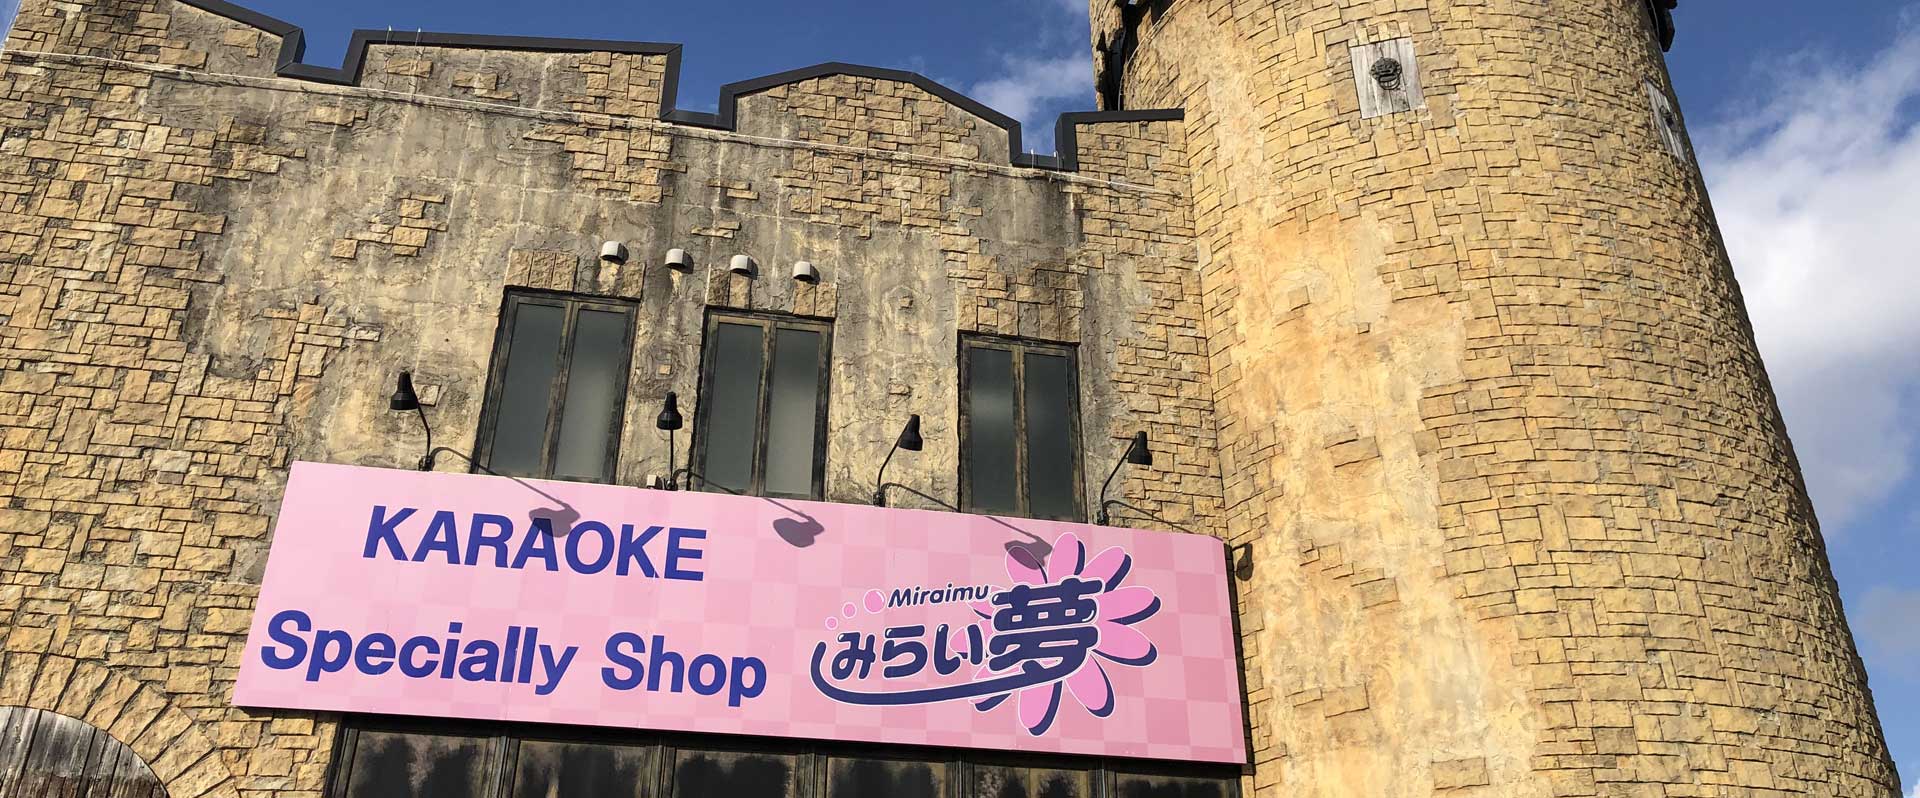 KARAOKE
Specially Shop
Miraimu
みらい夢